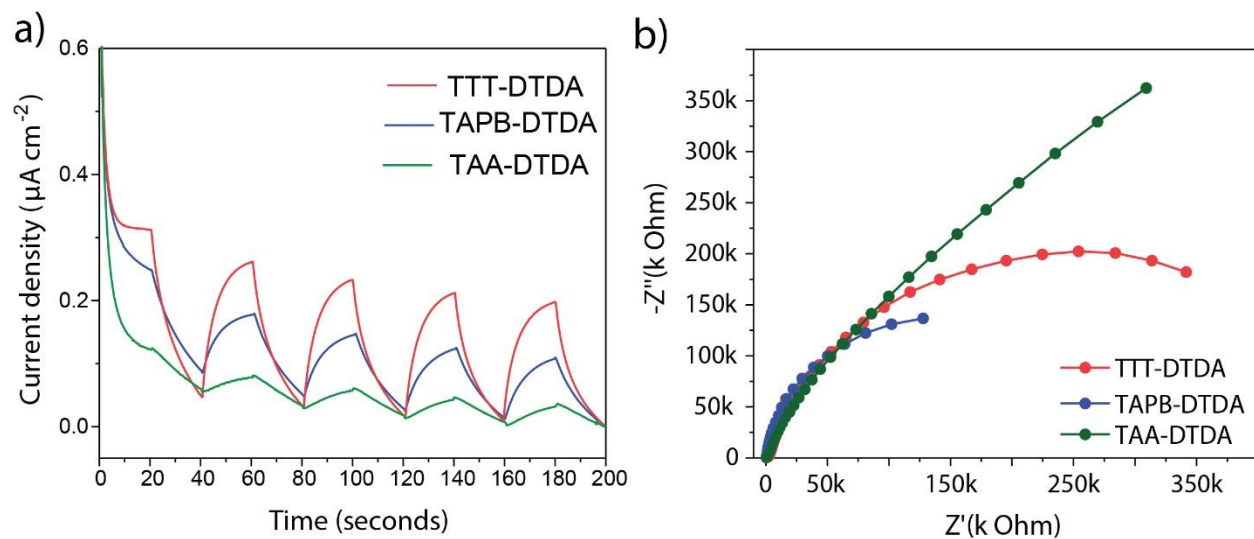 a)
0.6
0.4
0.2
0.0
Current density ( µA cm-2)
TTT-DTDA
TAPB-DTDA
TAA-DTDA
0 20 40 60 80 100 120 140 160 180 200
Time (seconds)
b)
350k
300k
250k
200k
150k
100k
50k
0
-Z"(k Ohm)
TTT-DTDA
TAPB-DTDA
TAA-DTDA
0 50k 150k 250k 350k
Z'(k Ohm)